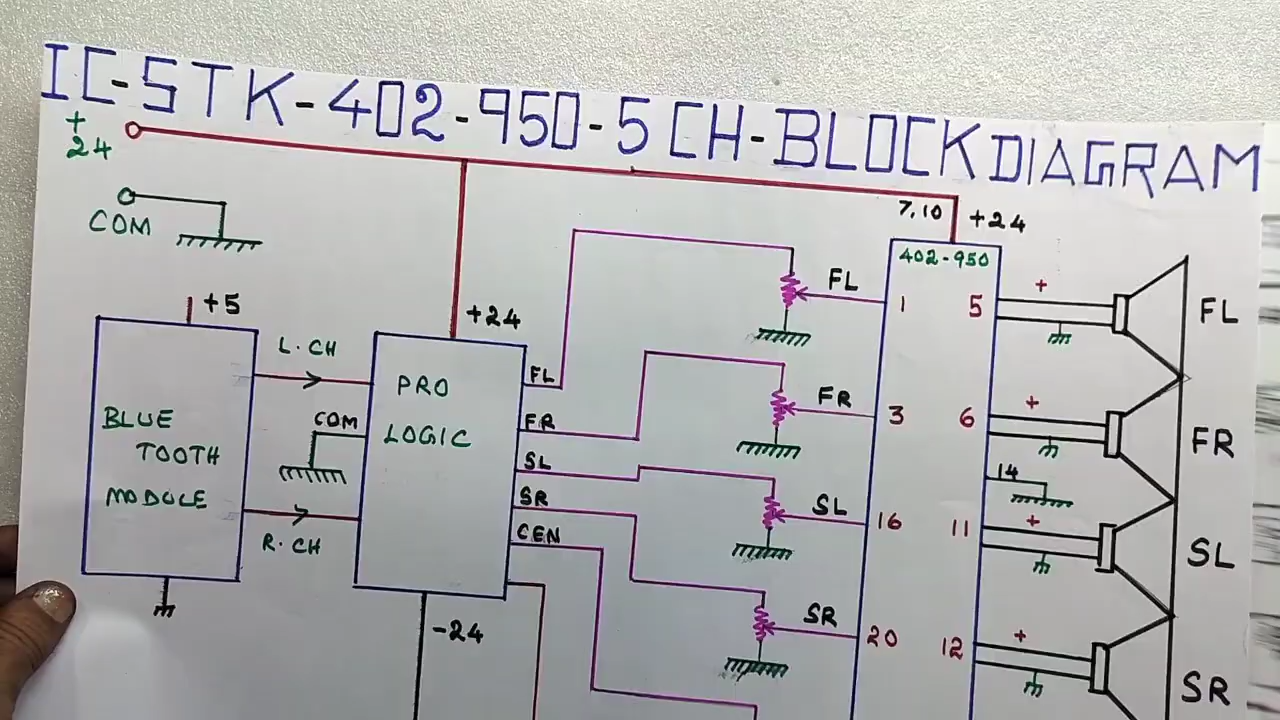 IC-STK-402-950-5CH-BLOCK DIAGRAM
+
24
COM
7,10
+24
402-950
+5
L.CH
R.CH
BLUE
TOOTH
MODULE
COM
+24
PRO
LOGIC
-24
FL
FR
SL
SR
CEN
FL
FR
SL
SR
1
3
16
20
5
6
14
11
12
+
+
+
+
FL
FR
SL
SR